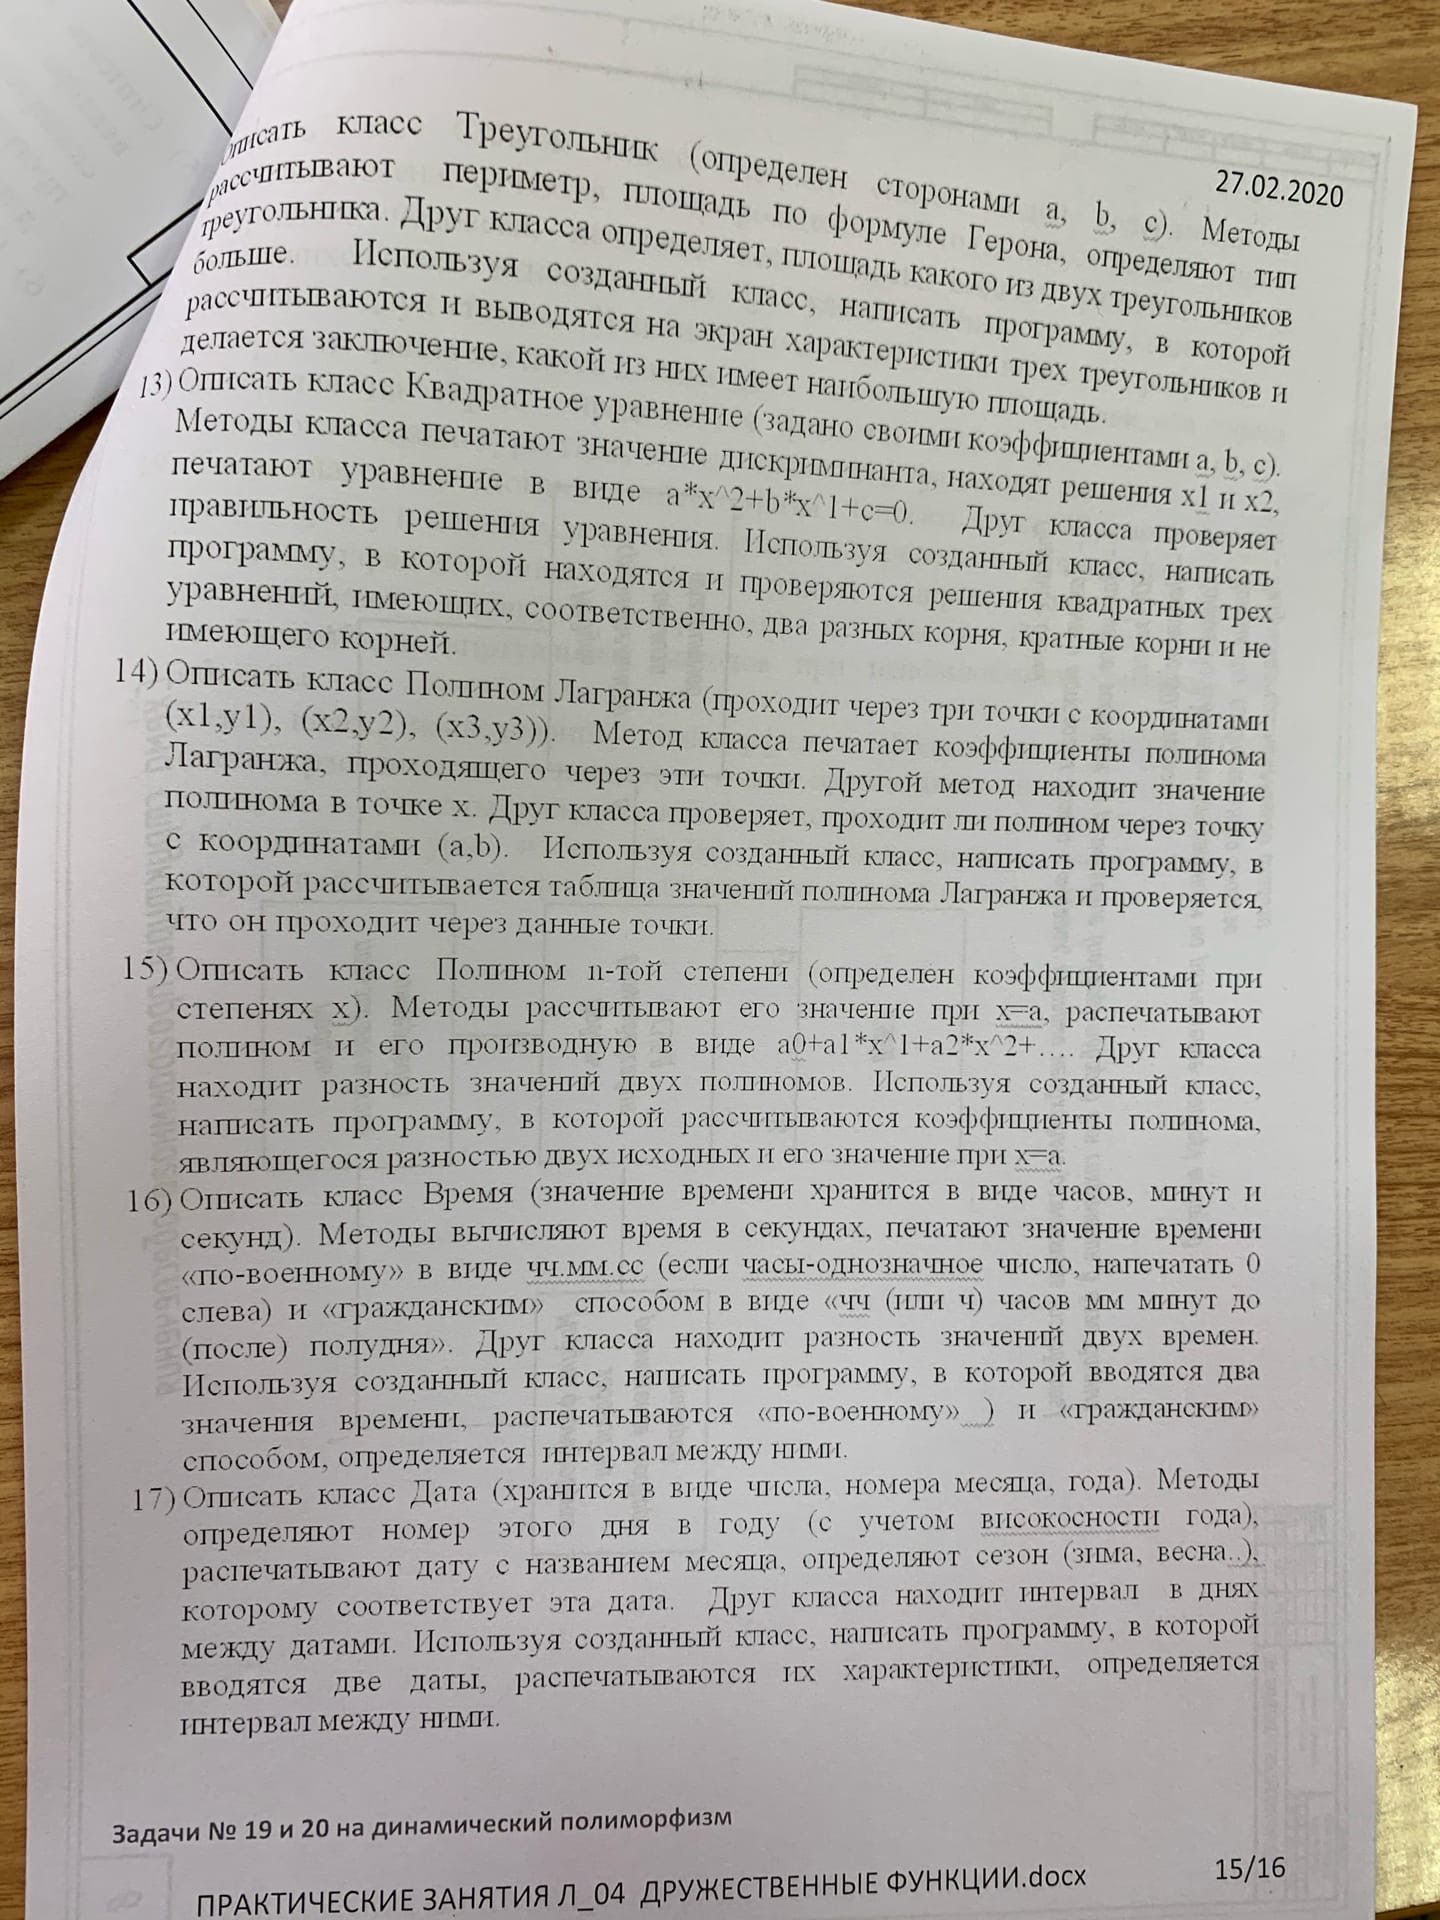 27.02.2020
Описать класс Треугольник (определен сторонами a, b, c). Методы
рассчитывают периметр, площадь по формуле Герона, определяют тип
треугольника. Друг класса определяет, площадь какого из двух треугольников
больше. Используя созданный класс, написать программу, в которой
рассчитываются и выводятся на экран характеристики трех треугольников и
делается заключение, какой из них имеет наибольшую площадь.
13) Описать класс Квадратное уравнение (задано своими коэффициентами a, b, c).
Методы класса печатают значение дискриминанта, находят решения x1 и x2,
печатают уравнение в виде a*x^2+b*x^1+c=0. Друг класса проверяет
правильность решения уравнения. Используя созданный класс, написать
программу, в которой находятся и проверяются решения квадратных трех
уравнений, имеющих, соответственно, два разных корня, кратные корни и не
имеющего корней.
14) Описать класс Полином Лагранжа (проходит через три точки с координатами
(x1,y1), (x2,y2), (x3,y3)). Метод класса печатает коэффициенты полинома
Лагранжа, проходящего через эти точки. Другой метод находит значение
полинома в точке x. Друг класса проверяет, проходит ли полином через точку
с координатами (a,b). Используя созданный класс, написать программу, в
которой рассчитывается таблица значений полинома Лагранжа и проверяется,
что он проходит через данные точки.
15) Описать класс Полином n-той степени (определен коэффициентами при
степенях x). Методы рассчитывают его значение при x=a, распечатывают
полином и его производную в виде a0+a1*x^1+a2*x^2+…. Друг класса
находит разность значений двух полиномов. Используя созданный класс,
написать программу, в которой рассчитываются коэффициенты полинома,
являющегося разностью двух исходных и его значение при x=a.
16) Описать класс Время (значение времени хранится в виде часов, минут и
секунд). Методы вычисляют время в секундах, печатают значение времени
«по-военному» в виде чч.мм.сс (если часы-однозначное число, напечатать 0
слева) и «гражданским» способом в виде «чч (или ч) часов мм минут до
(после) полудня». Друг класса находит разность значений двух времен.
Используя созданный класс, написать программу, в которой вводятся два
значения времени, распечатываются «по-военному» ) и «гражданским»
способом, определяется интервал между ними.
17) Описать класс Дата (хранится в виде числа, номера месяца, года). Методы
определяют номер этого дня в году (с учетом високосности года),
распечатывают дату с названием месяца, определяют сезон (зима, весна..),
которому соответствует эта дата. Друг класса находит интервал в днях
между датами. Используя созданный класс, написать программу, в которой
вводятся две даты, распечатываются их характеристики, определяется
интервал между ними.
Задачи № 19 и 20 на динамический полиморфизм
ПРАКТИЧЕСКИЕ ЗАНЯТИЯ Л_04 ДРУЖЕСТВЕННЫЕ ФУНКЦИИ.docx 15/16